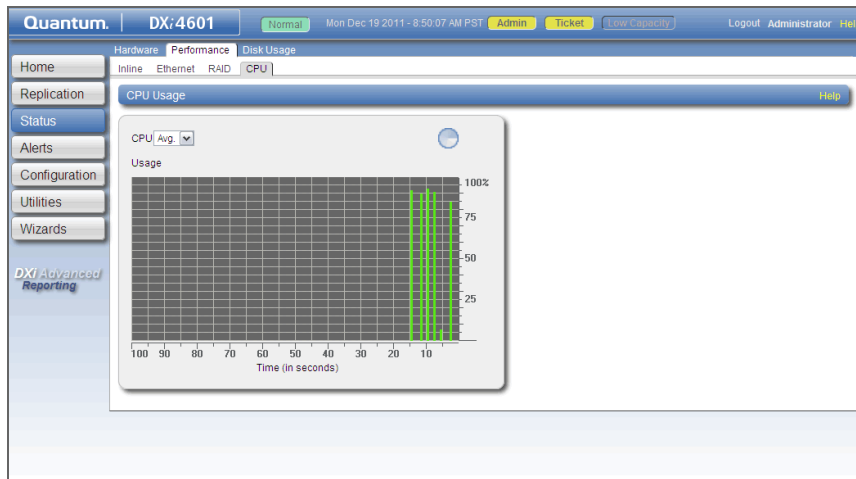 Quantum. DXi4601 Normal Mon Dec 19 2011 - 8:50:07 AM PST Admin Ticket Low Capacity Logout Administrator Hel
Hardware Performance Disk Usage
Inline Ethernet RAID CPU
Home
Replication
Status
Alerts
Configuration
Utilities
Wizards
DXi Advanced
Reporting
CPU Usage Help
CPU Avg.
Usage
100%
75
50
25
100 90 80 70 60 50 40 30 20 10
Time (in seconds)